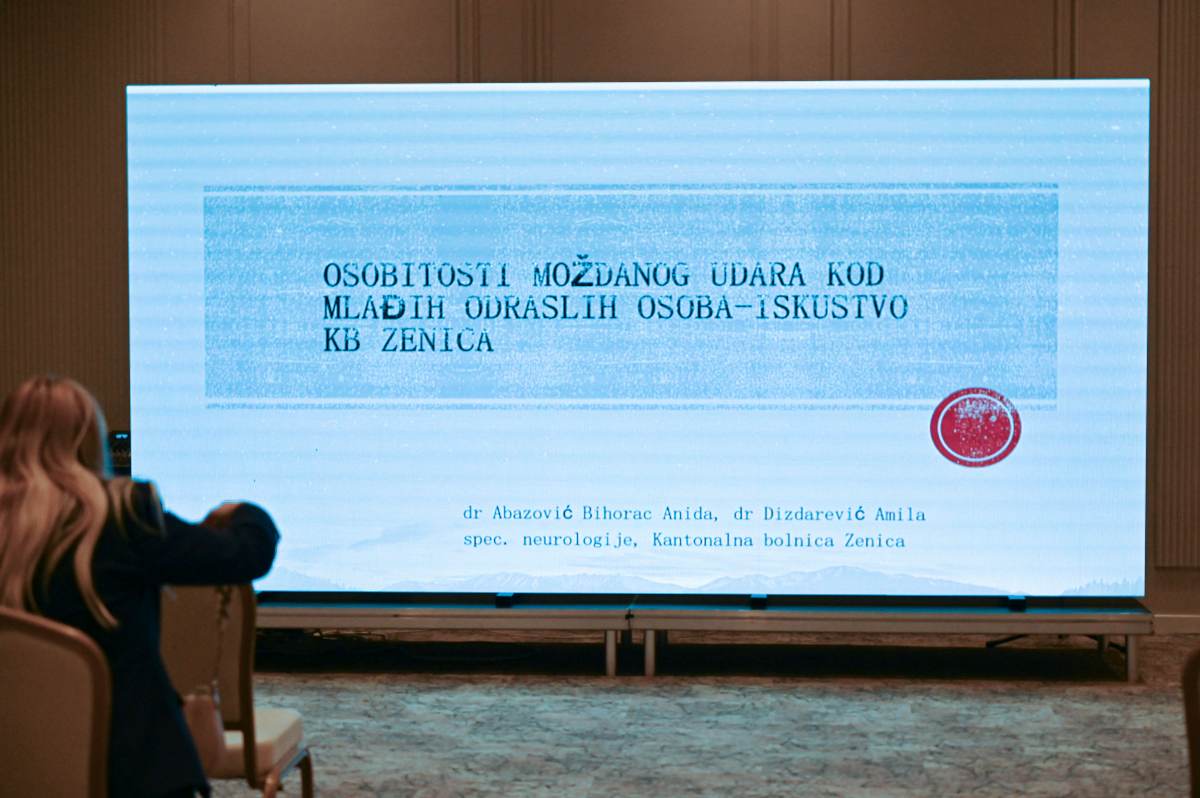 OSOBITOSTI MOŽDANOG UDARA KOD
MLAĐIH ODRASLIH OSOBA-ISKUSTVO
KB ZENICA
dr Abazović Bihorac Anida, dr Dizdarević Amila
spec. neurologije, Kantonalna bolnica Zenica